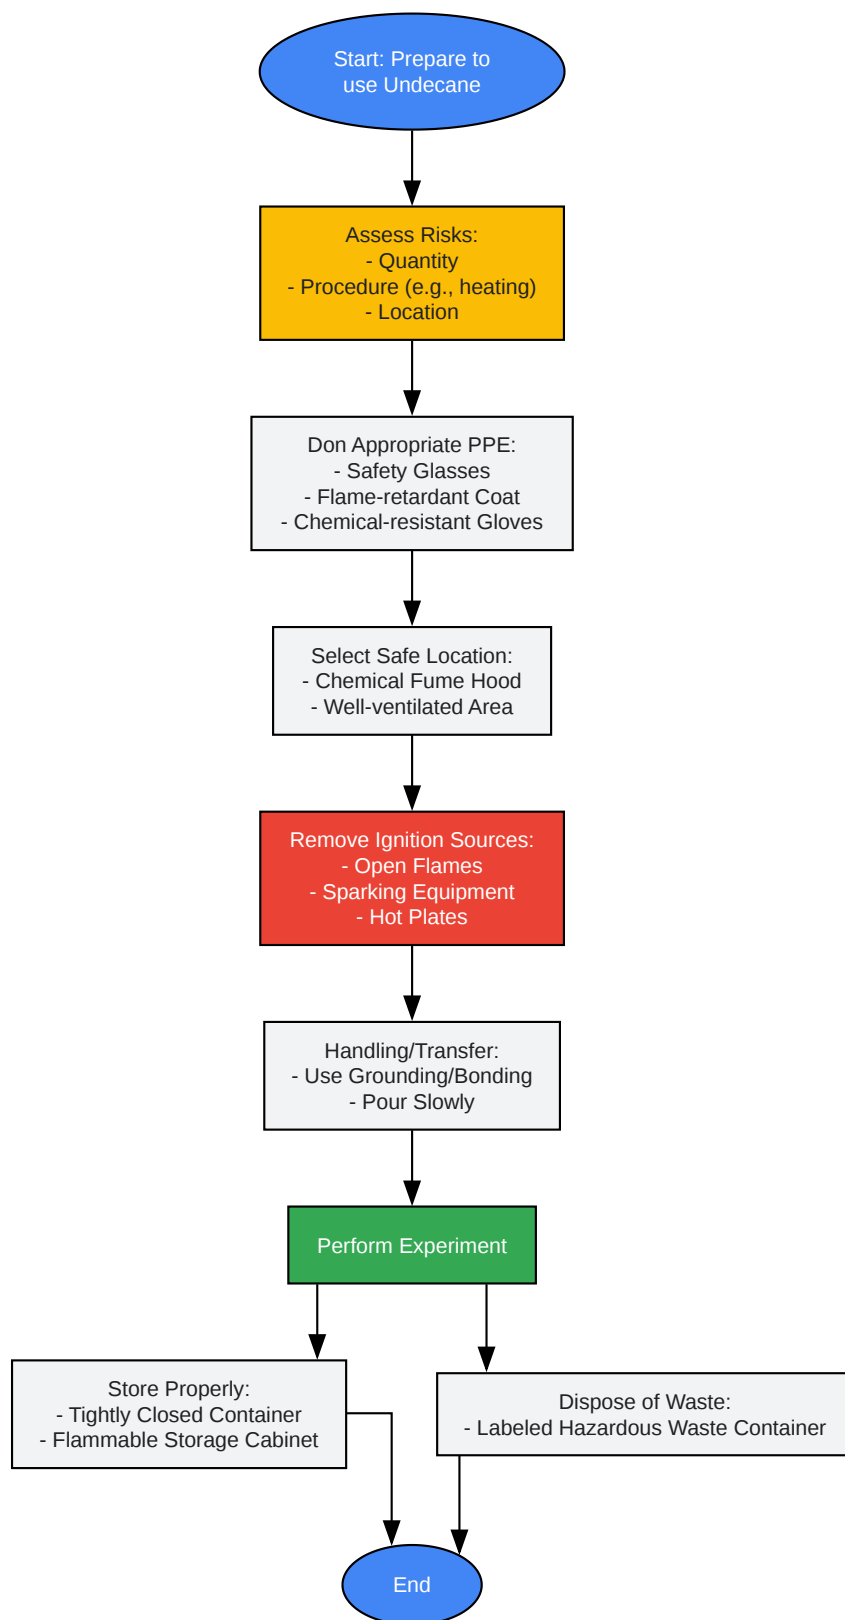 Start: Prepare to
use Undecane
Assess Risks:
- Quantity
- Procedure (e.g., heating)
- Location
Don Appropriate PPE:
- Safety Glasses
- Flame-retardant Coat
- Chemical-resistant Gloves
Select Safe Location:
- Chemical Fume Hood
- Well-ventilated Area
Remove Ignition Sources:
- Open Flames
- Sparking Equipment
- Hot Plates
Handling/Transfer:
- Use Grounding/Bonding
- Pour Slowly
Perform Experiment
Store Properly:
- Tightly Closed Container
- Flammable Storage Cabinet
Dispose of Waste:
- Labeled Hazardous Waste Container
End